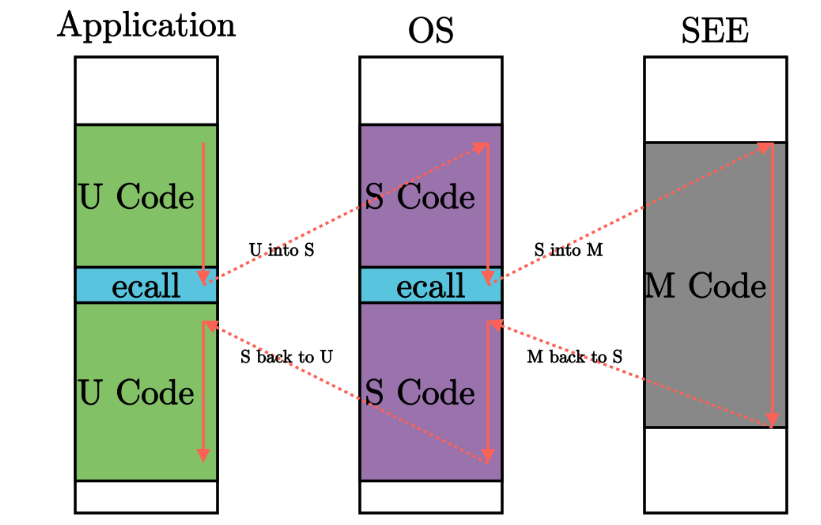 Application
OS
SEE
U Code
S Code
U into S
S into M
ecall
ecall
M Code
S back to U
M back to S
U Code
S Code